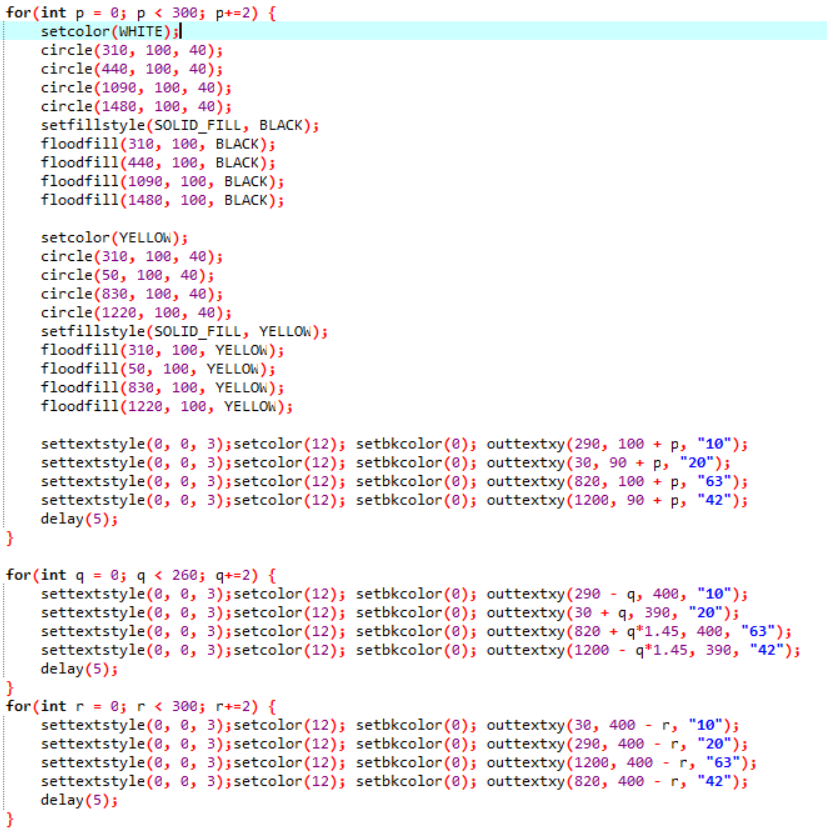 for(int p = 0; p < 300; p+=2) {
    setcolor(WHITE);
    circle(310, 100, 40);
    circle(440, 100, 40);
    circle(1090, 100, 40);
    circle(1480, 100, 40);
    setfillstyle(SOLID_FILL, BLACK);
    floodfill(310, 100, BLACK);
    floodfill(440, 100, BLACK);
    floodfill(1090, 100, BLACK);
    floodfill(1480, 100, BLACK);

    setcolor(YELLOW);
    circle(310, 100, 40);
    circle(50, 100, 40);
    circle(830, 100, 40);
    circle(1220, 100, 40);
    setfillstyle(SOLID_FILL, YELLOW);
    floodfill(310, 100, YELLOW);
    floodfill(50, 100, YELLOW);
    floodfill(830, 100, YELLOW);
    floodfill(1220, 100, YELLOW);

    settextstyle(0, 0, 3);setcolor(12); setbkcolor(0); outtextxy(290, 100 + p, "10");
    settextstyle(0, 0, 3);setcolor(12); setbkcolor(0); outtextxy(30, 90 + p, "20");
    settextstyle(0, 0, 3);setcolor(12); setbkcolor(0); outtextxy(820, 100 + p, "63");
    settextstyle(0, 0, 3);setcolor(12); setbkcolor(0); outtextxy(1200, 90 + p, "42");
    delay(5);
}

for(int q = 0; q < 260; q+=2) {
    settextstyle(0, 0, 3);setcolor(12); setbkcolor(0); outtextxy(290 - q, 400, "10");
    settextstyle(0, 0, 3);setcolor(12); setbkcolor(0); outtextxy(30 + q, 390, "20");
    settextstyle(0, 0, 3);setcolor(12); setbkcolor(0); outtextxy(820 + q*1.45, 400, "63");
    settextstyle(0, 0, 3);setcolor(12); setbkcolor(0); outtextxy(1200 - q*1.45, 390, "42");
    delay(5);
}
for(int r = 0; r < 300; r+=2) {
    settextstyle(0, 0, 3);setcolor(12); setbkcolor(0); outtextxy(30, 400 - r, "10");
    settextstyle(0, 0, 3);setcolor(12); setbkcolor(0); outtextxy(290, 400 - r, "20");
    settextstyle(0, 0, 3);setcolor(12); setbkcolor(0); outtextxy(1200, 400 - r, "63");
    settextstyle(0, 0, 3);setcolor(12); setbkcolor(0); outtextxy(820, 400 - r, "42");
    delay(5);
}